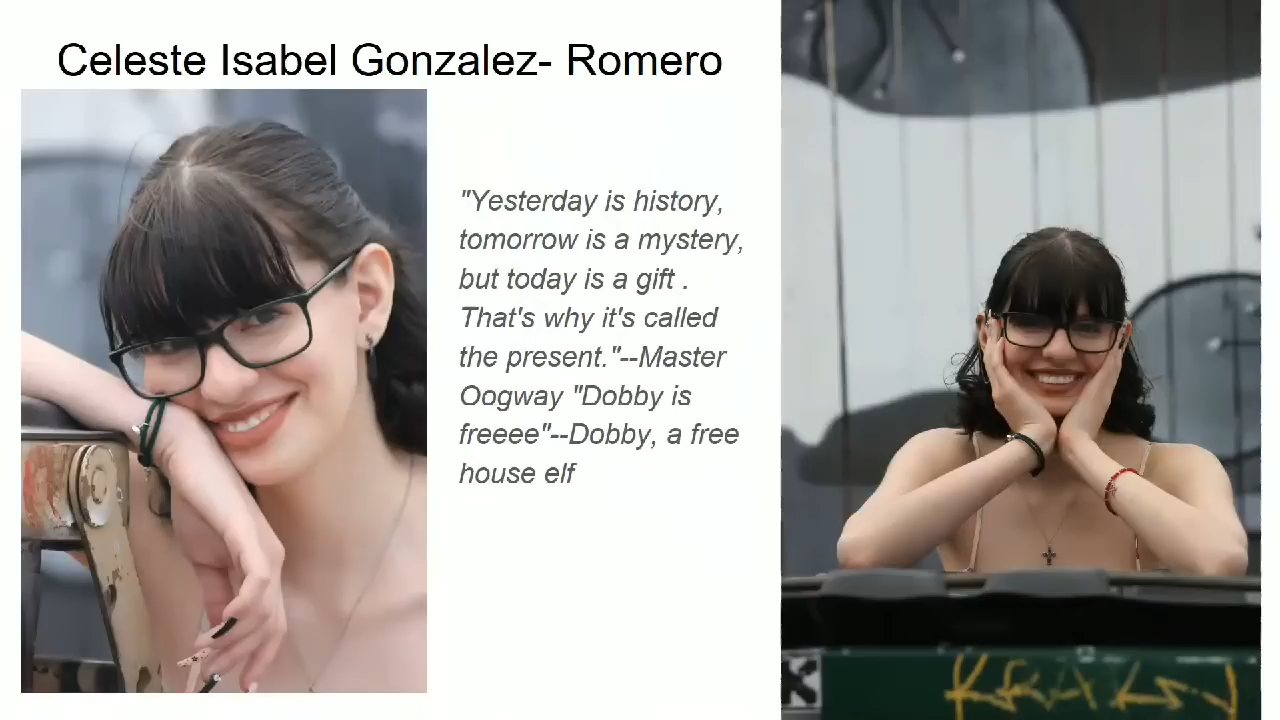 Celeste Isabel Gonzalez- Romero
"Yesterday is history,
tomorrow is a mystery,
but today is a gift .
That's why it's called
the present."--Master
Oogway "Dobby is
freeee"--Dobby, a free
house elf
K